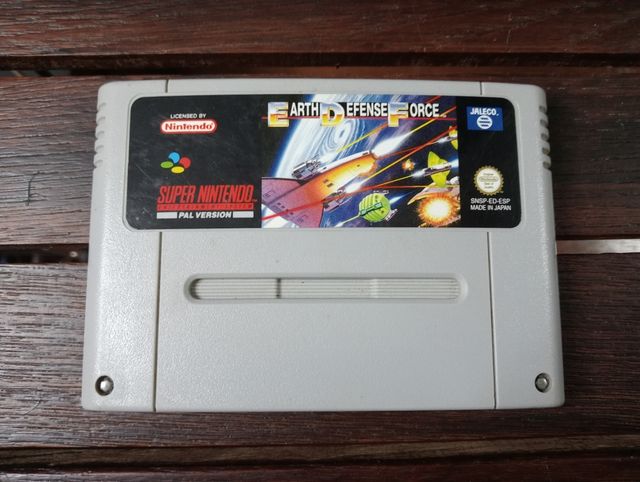 LICENSED BY
Nintendo
SUPER NINTENDO
PAL VERSION
EARTH DEFENSE FORCE
JALECO
SNSP-ED-ESP
MADE IN JAPAN